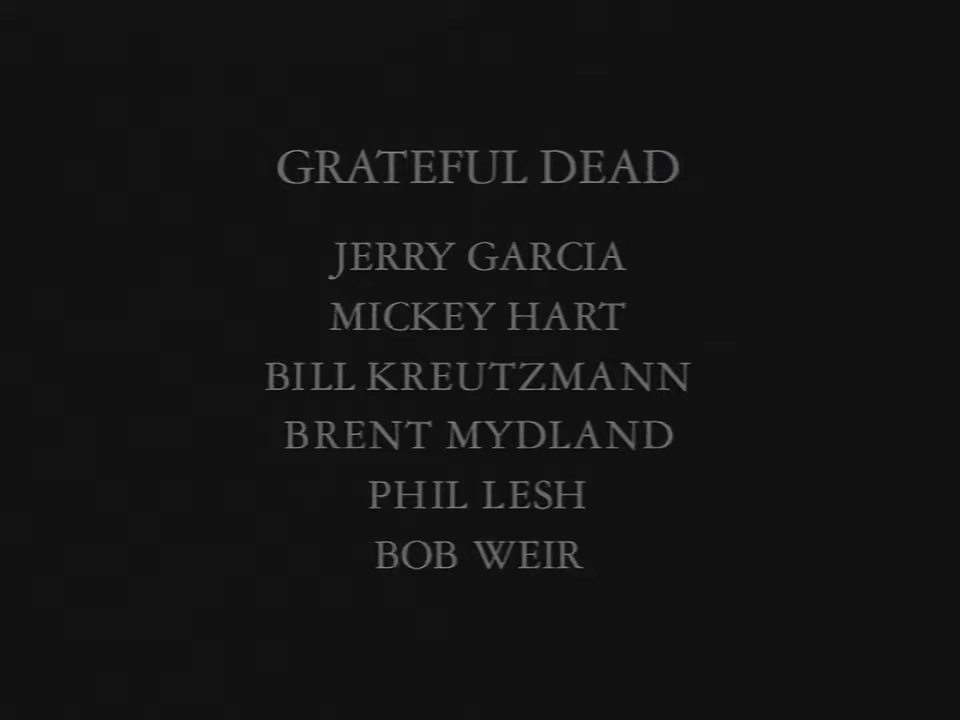 GRATEFUL DEAD
JERRY GARCIA
MICKEY HART
BILL KREUTZMANN
BRENT MYDLAND
PHIL LESH
BOB WEIR